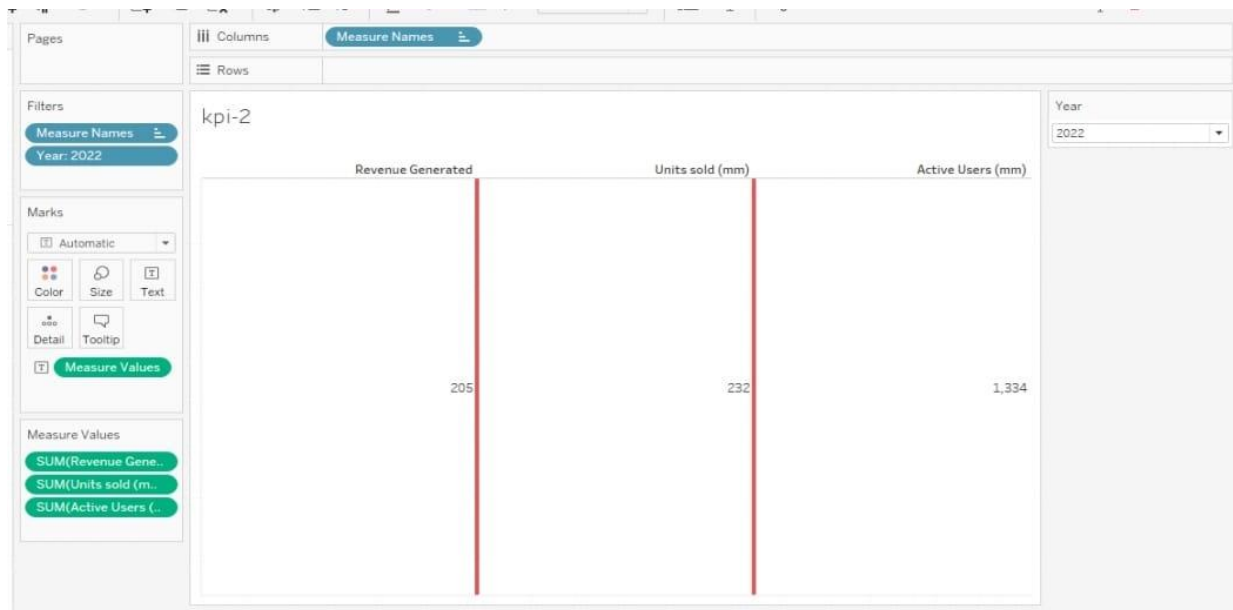 Pages
iii Columns
Measure Names
Rows
Filters
Measure Names
Year: 2022
Marks
Automatic
Color
Size
Text
Detail
Tooltip
Measure Values
Measure Values
SUM(Revenue Gene..
SUM(Units sold (m..
SUM(Active Users (..
kpi-2
Revenue Generated
Units sold (mm)
Active Users (mm)
205
232
1,334
Year
2022